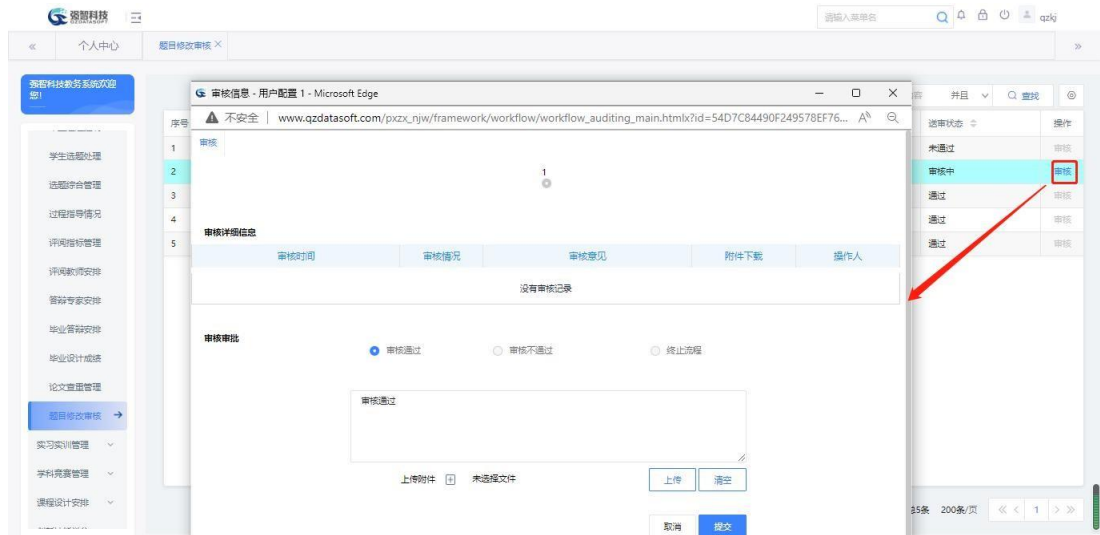 强智科技
QZDATASOFT
请输入菜单名
qzkj
个人中心
题目修改审核
强智科技教务系统欢迎
您!
学生选题处理
选题综合管理
过程指导情况
评阅指标管理
评阅教师安排
答辩专家安排
毕业答辩安排
毕业设计成绩
论文查重管理
题目修改审核
实习实训管理
学科竞赛管理
课程设计安排
并且 查找
序号 送审状态 操作
1 未通过 审核
2 审核中 审核
3 通过 审核
4 通过 审核
5 通过 审核
审核信息 - 用户配置 1 - Microsoft Edge
不安全 | www.qzdatasoft.com/pxzx_njw/framework/workflow/workflow_auditing_main.htmlx?id=54D7C84490F249578EF76...
审核
1
审核详细信息
审核时间 审核情况 审核意见 附件下载 操作人
没有审核记录
审核审批
审核通过 审核不通过 终止流程
审核通过
上传附件 未选择文件 上传 清空
取消 提交
5条 200条/页 1